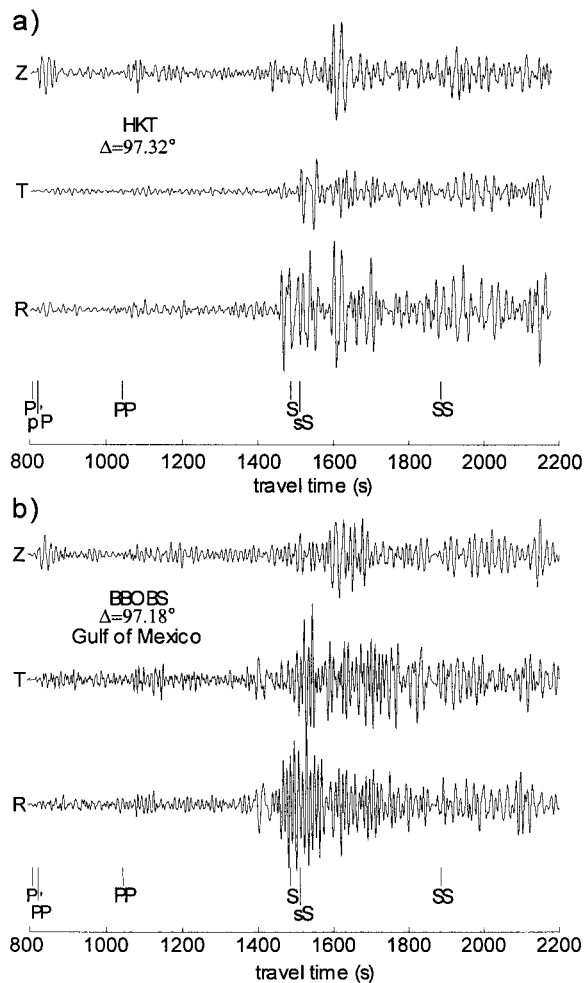 a)
Z
HKT
Δ=97.32°
T
R
P P PP S SS
pP sS
800 1000 1200 1400 1600 1800 2000 2200
travel time (s)
b)
Z
BBOBS
Δ=97.18°
Gulf of Mexico
T
R
P P PP S SS
PP sS
800 1000 1200 1400 1600 1800 2000 2200
travel time (s)